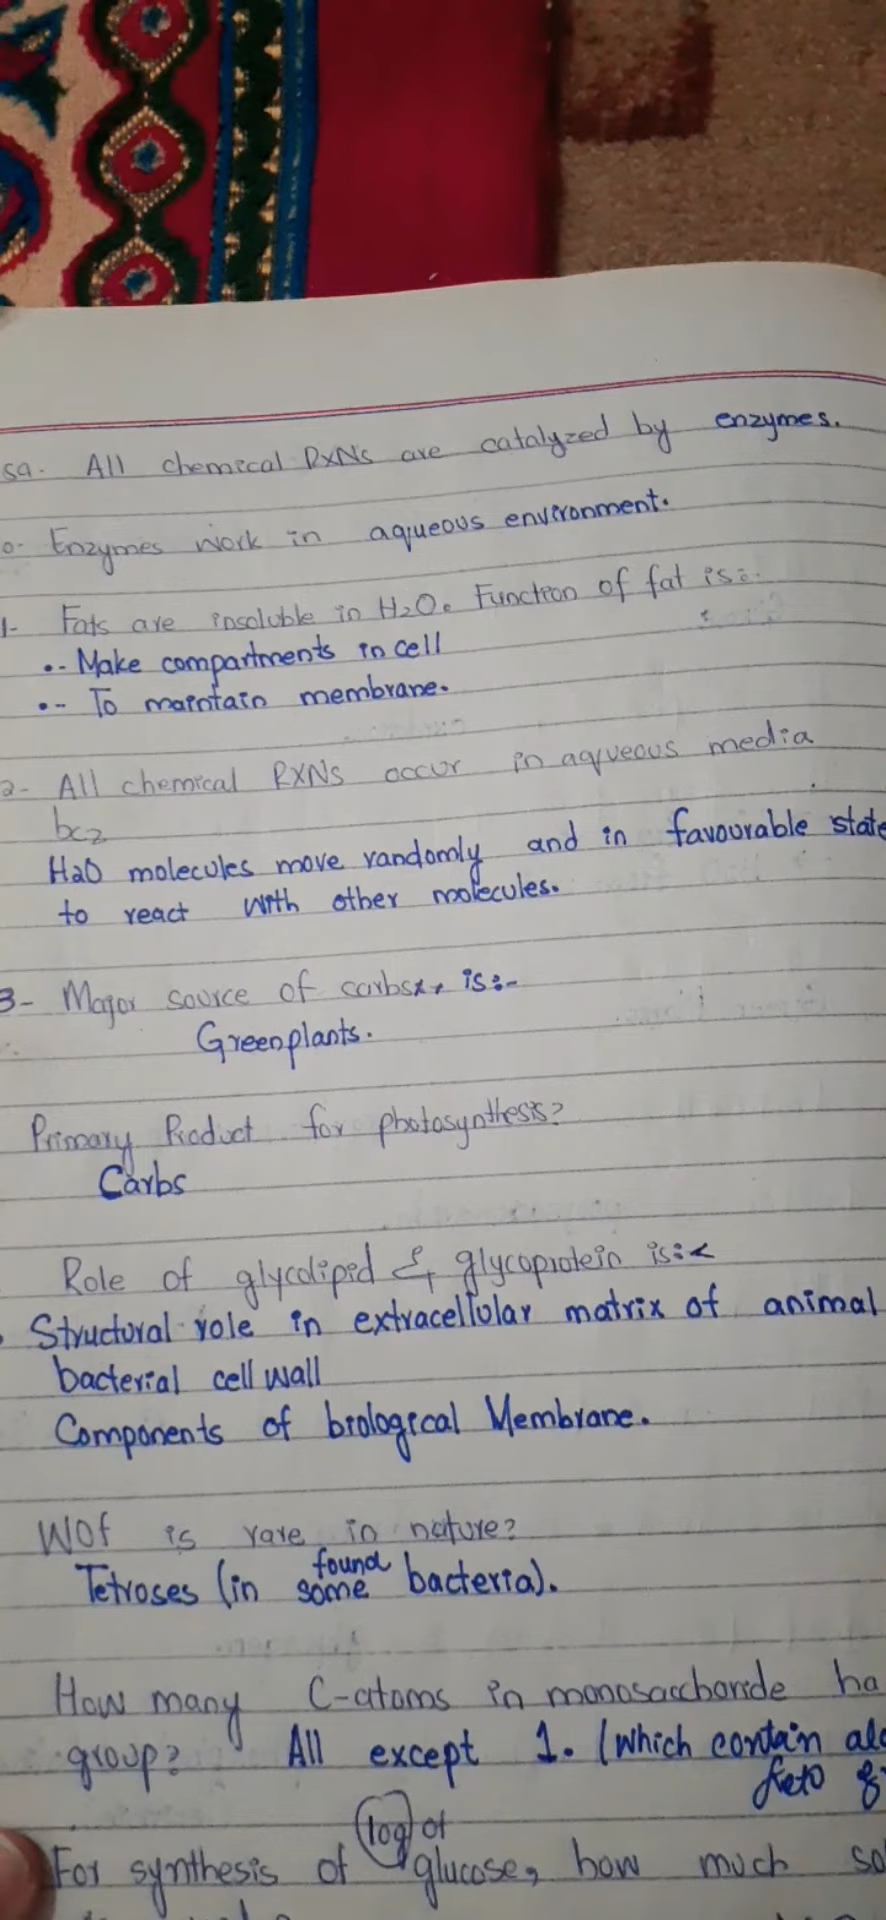 59. All chemical RXNs are catalyzed by enzymes.
0- Enzymes work in aqueous environment.
1- Fats are insoluble in H2O. Function of fat is:-
•- Make compartments in cell
•- To maintain membrane.
2- All chemical RXNs occur in aqueous media
bcz
H2O molecules move randomly and in favourable state
to react with other molecules.
3- Major source of carbs is:-
Greenplants.
Primary Product for photosynthesis?
Carbs
Role of glycolipid & glycoprotein is:-
Structural role in extracellular matrix of animal
bacterial cell wall
Components of biological Membrane.
WOF is rare in nature?
Tetroses (in found some bacteria).
How many C-atoms in monosaccharide ha
group? All except 1. (which contain
keto
For synthesis of 10g of glucose, how much